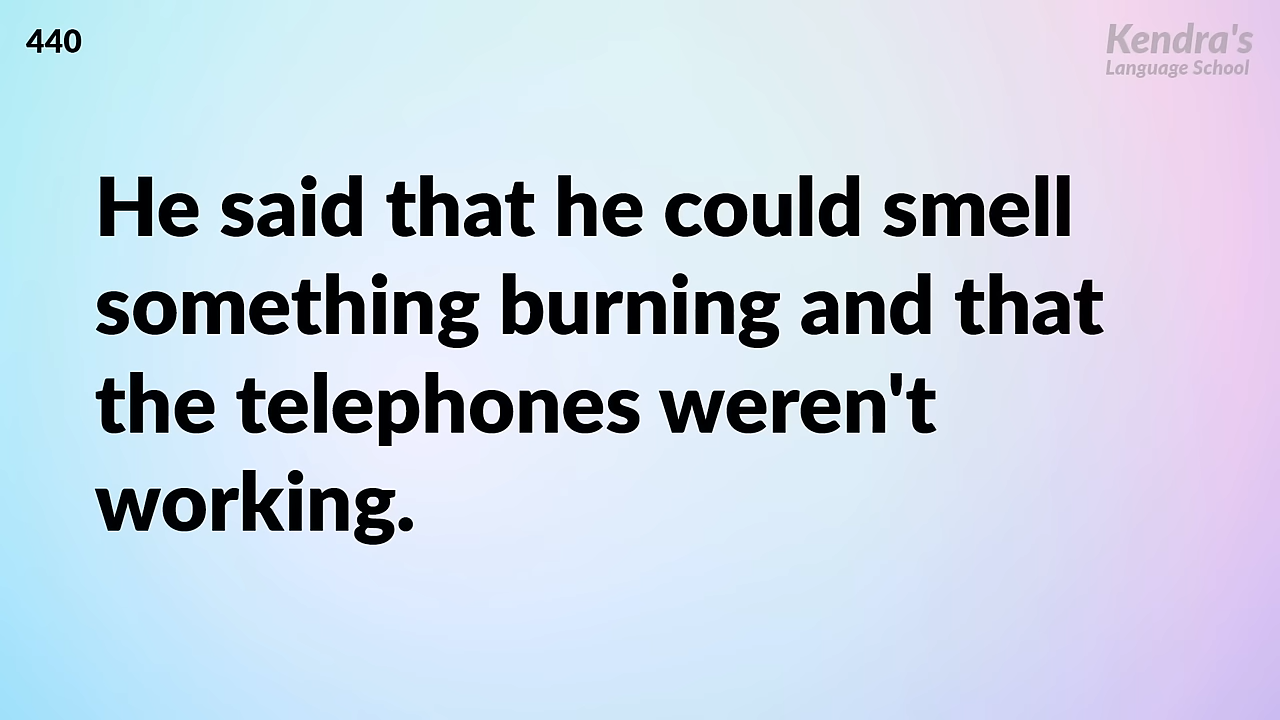 440
Kendra's
Language School
He said that he could smell
something burning and that
the telephones weren't
working.